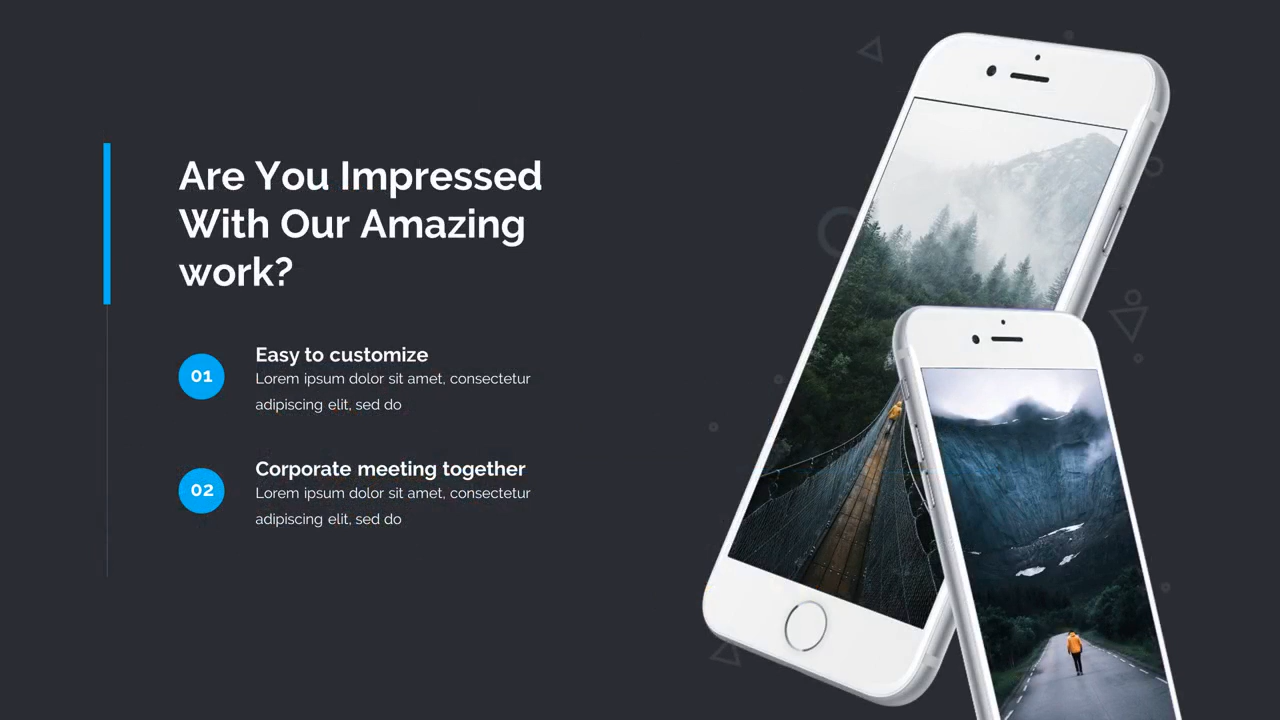 Are You Impressed
With Our Amazing
work?
01
Easy to customize
Lorem ipsum dolor sit amet, consectetur
adipiscing elit, sed do
02
Corporate meeting together
Lorem ipsum dolor sit amet, consectetur
adipiscing elit, sed do